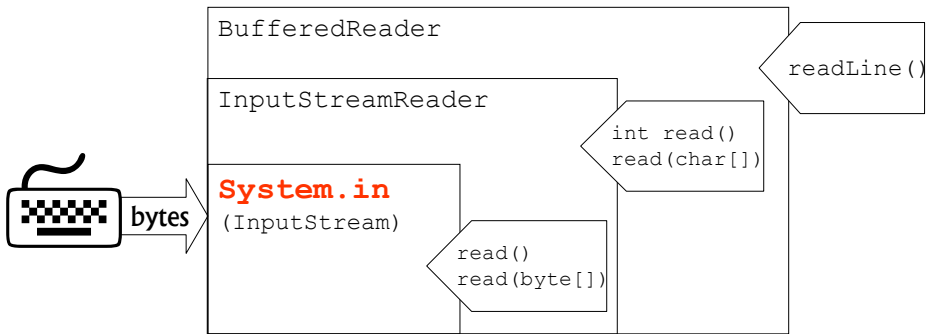 BufferedReader
readLine()
InputStreamReader
int read()
read(char[])
System.in
(InputStream)
bytes
read()
read(byte[])